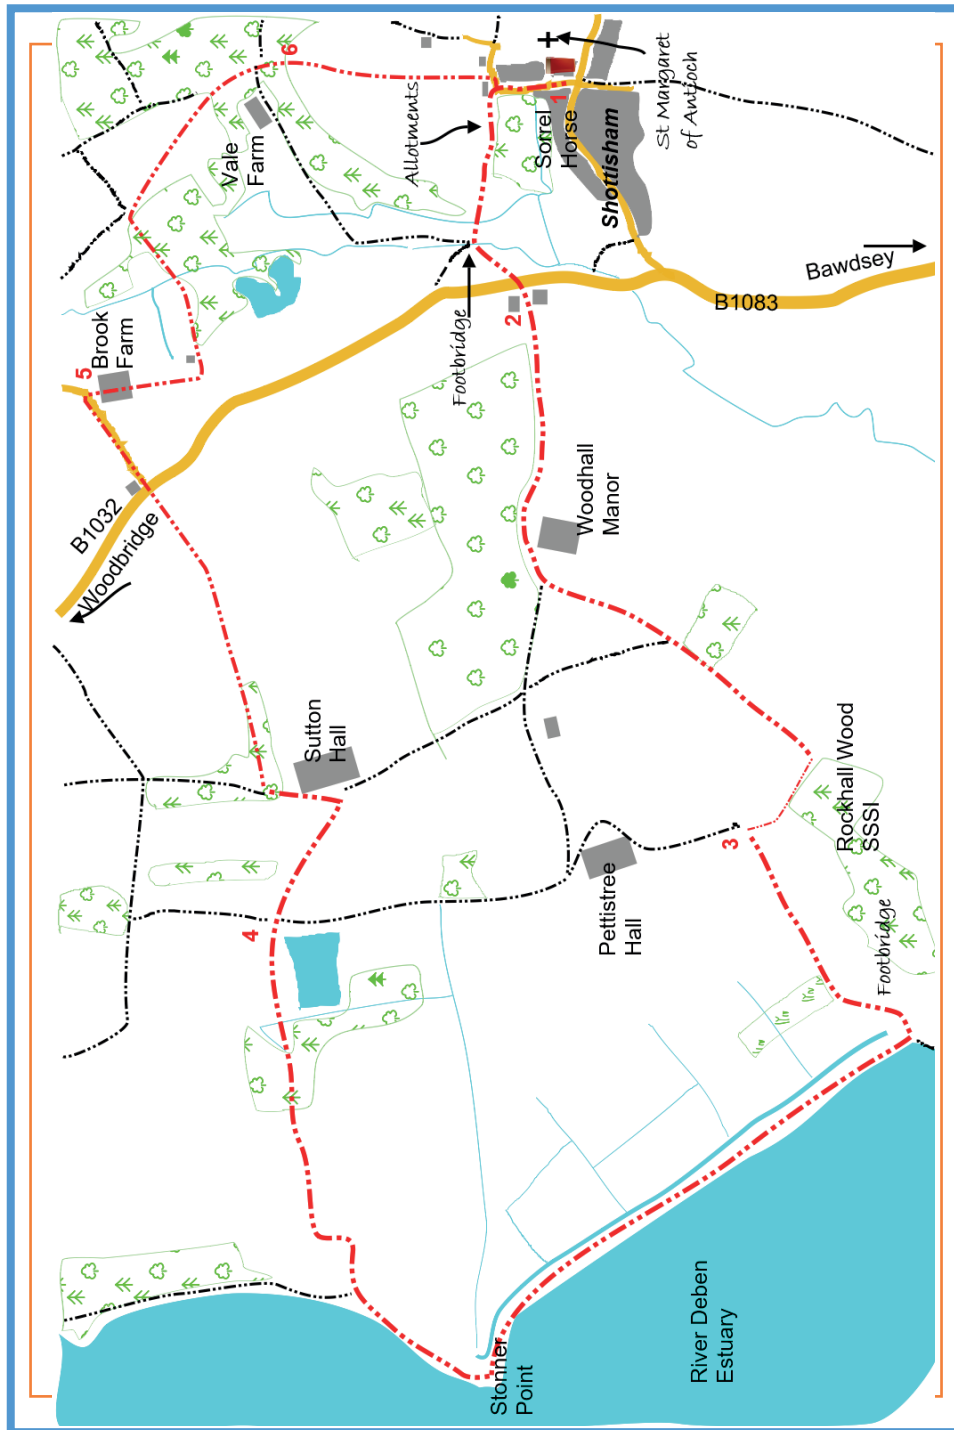 St Margaret
of Antioch
6
1
Allotments
Sorrel
Horse
Shottisham
Vale
Farm
Bawdsey
B1083
Footbridge
2
5
Brook
Farm
B1032
Woodbridge
Woodhall
Manor
Sutton
Hall
Rockhall Wood
SSSI
3
4
Pettistree
Hall
Footbridge
River Deben
Estuary
Stonner
Point